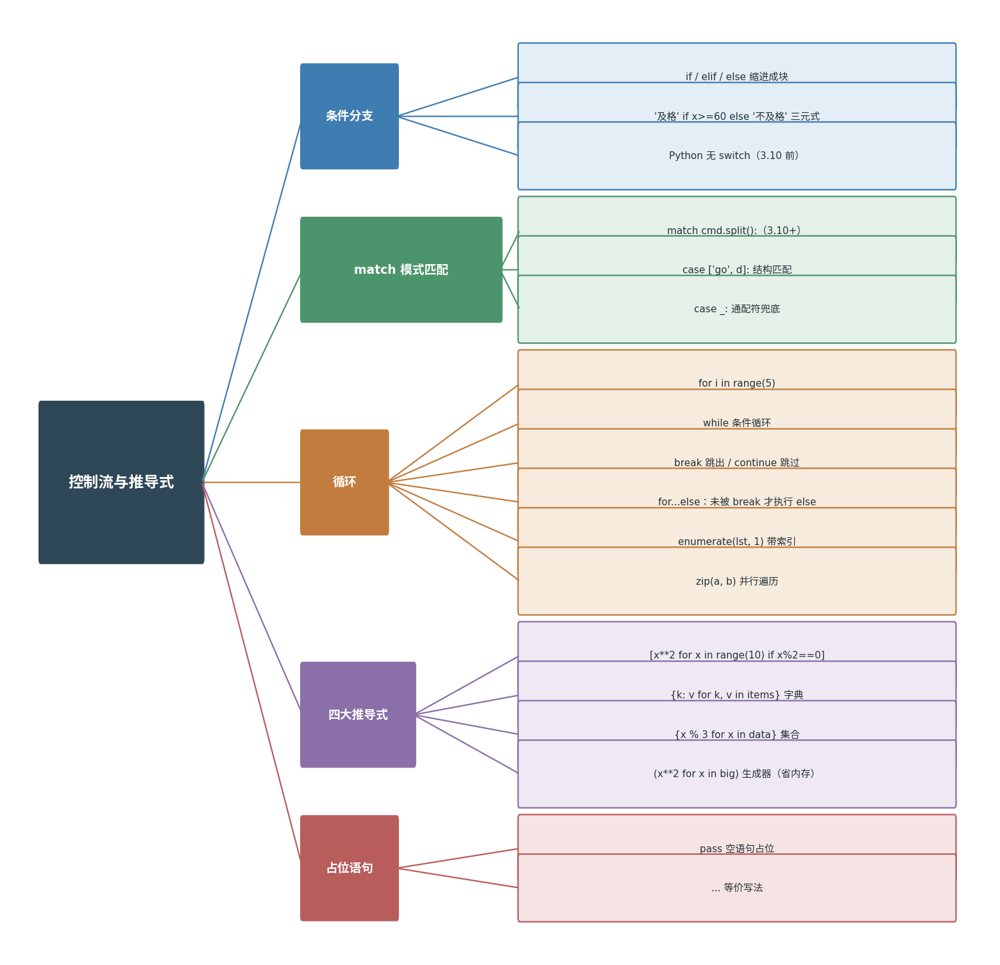 控制流与推导式
条件分支
if / elif / else 缩进成块
'及格' if x>=60 else '不及格' 三元式
Python 无 switch（3.10 前）
match 模式匹配
match cmd.split():（3.10+）
case ['go', d]: 结构匹配
case _: 通配符兜底
循环
for i in range(5)
while 条件循环
break 跳出 / continue 跳过
for...else：未被 break 才执行 else
enumerate(lst, 1) 带索引
zip(a, b) 并行遍历
四大推导式
[x**2 for x in range(10) if x%2==0]
{k: v for k, v in items} 字典
{x % 3 for x in data} 集合
(x**2 for x in big) 生成器（省内存）
占位语句
pass 空语句占位
... 等价写法